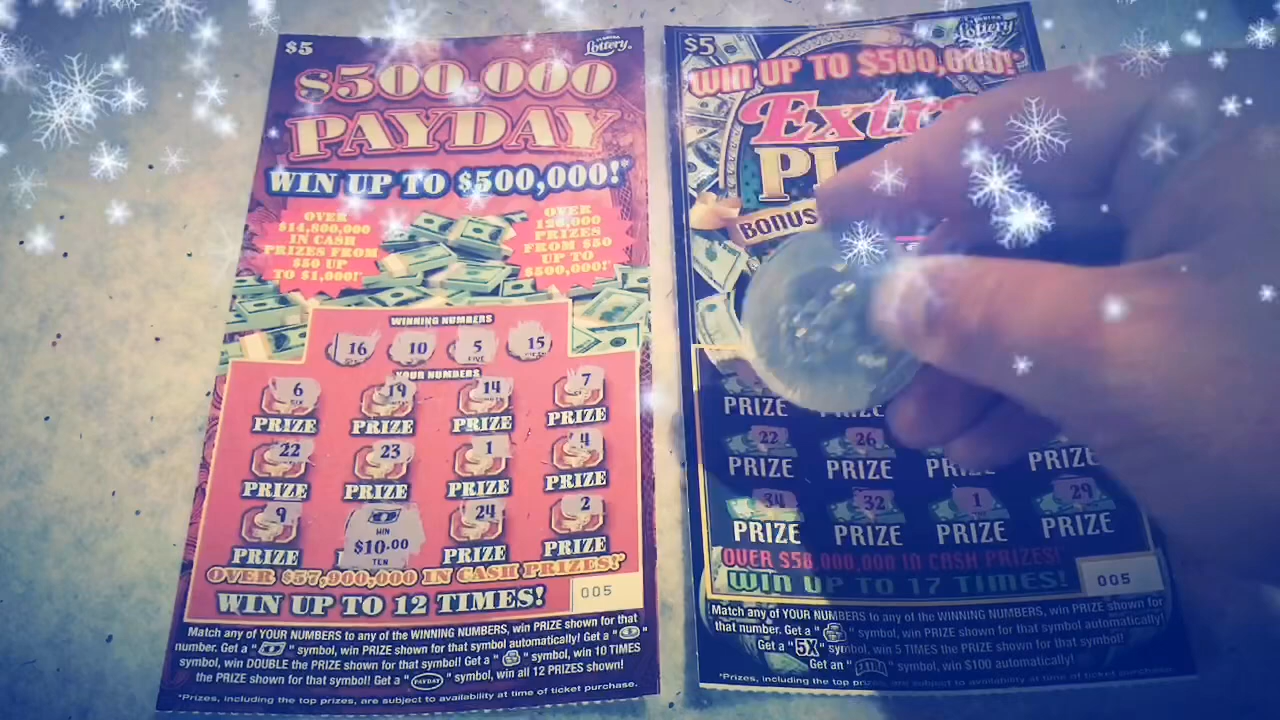 $5
FLORIDA
Lottery
$500,000
PAYDAY
WIN UP TO $500,000!*
OVER
$14,800,000
IN CASH
PRIZES FROM
$50 UP
TO $1,000!*
OVER
PRIZES
FROM $50
UP TO
$500,000!*
WINNING NUMBERS
16 10 5 15
FIVE
YOUR NUMBERS
6 19 14 7
SIX
PRIZE PRIZE PRIZE PRIZE
22 23 1 4
PRIZE PRIZE PRIZE PRIZE
9 24 2
WIN
$10.00
TEN
PRIZE PRIZE PRIZE
OVER $57,900,000 IN CASH PRIZES!*
WIN UP TO 12 TIMES!
005
Match any of YOUR NUMBERS to any of the WINNING NUMBERS, win PRIZE shown for that
number. Get a " " symbol, win PRIZE shown for that symbol automatically! Get a " "
symbol, win DOUBLE the PRIZE shown for that symbol! Get a " " symbol, win 10 TIMES
the PRIZE shown for that symbol! Get a "PAYDAY" symbol, win all 12 PRIZES shown!
*Prizes, including the top prizes, are subject to availability at time of ticket purchase.
$5
Lottery
WIN UP TO $500,000!*
Extr
PL
BONUS
PRIZE PRIZE
22 26
PRIZE PRIZE PRIZE PRIZE
34 32 1 29
PRIZE PRIZE PRIZE PRIZE
OVER $58,000,000 IN CASH PRIZES!*
WIN UP TO 17 TIMES!
005
Match any of YOUR NUMBERS to any of the WINNING NUMBERS, win PRIZE shown for
that number. Get a " " symbol, win PRIZE shown for that symbol automatically!
Get a "5X" symbol, win 5 TIMES the PRIZE shown for that symbol!
Get an " " symbol, win $100 automatically!
*Prizes, including the top prizes, are subject to availability at time of ticket purchase.